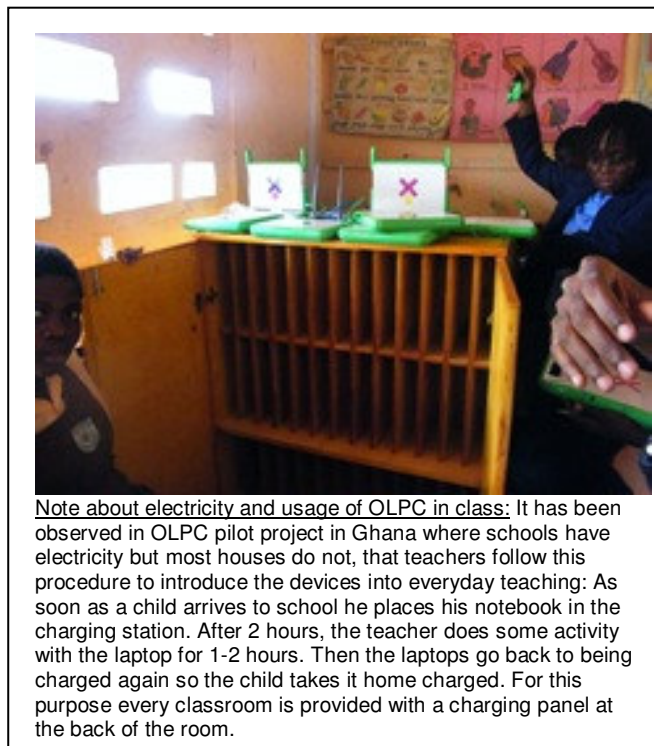 Note about electricity and usage of OLPC in class: It has been
observed in OLPC pilot project in Ghana where schools have
electricity but most houses do not, that teachers follow this
procedure to introduce the devices into everyday teaching: As
soon as a child arrives to school he places his notebook in the
charging station. After 2 hours, the teacher does some activity
with the laptop for 1-2 hours. Then the laptops go back to being
charged again so the child takes it home charged. For this
purpose every classroom is provided with a charging panel at
the back of the room.